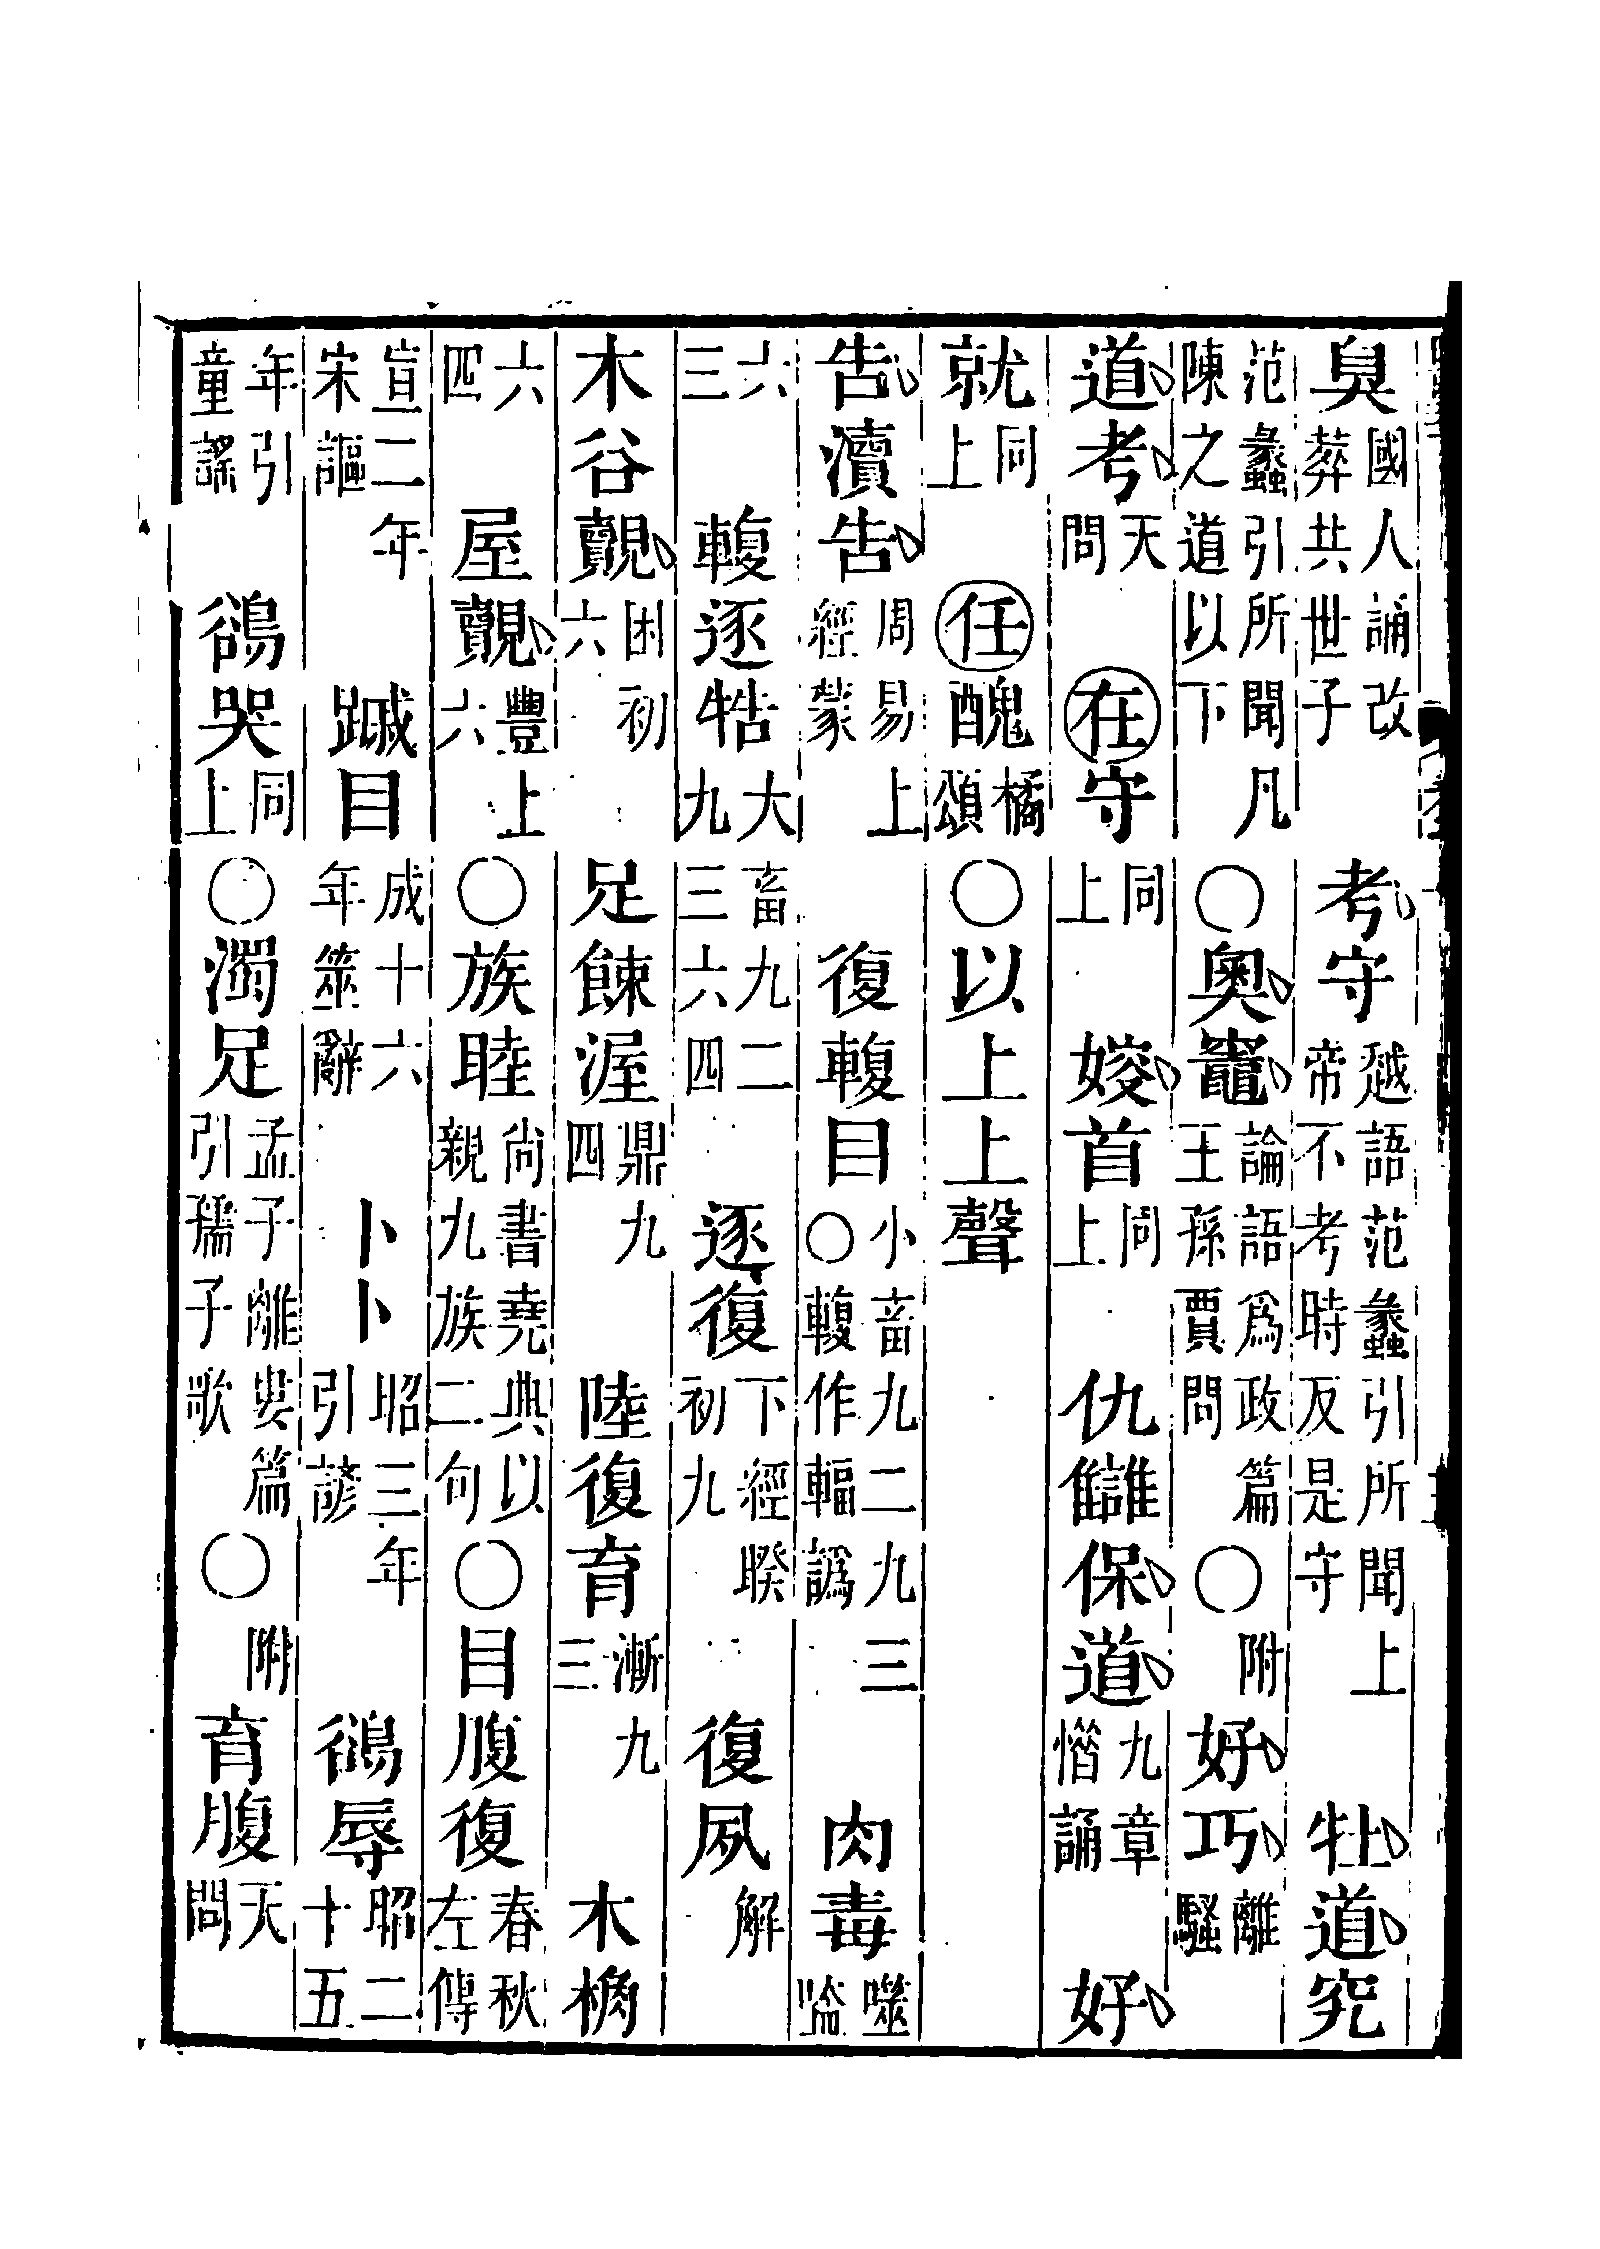 臭國人誦改葬共世子 考守越語范蠡引所聞上帝不考時反是守 牡道究
范蠡引所聞凡陳之道以下 ○奧竈論語爲政篇王孫賈問 ○附 好巧離騷
道考天問 在守同上 嫂首同上 仇讎保道九章惜誦 好
就同上 任醜橘頌 ○以上上聲
告瀆告周易上經蒙 復輹目小畜九二九三○輹作輻譌 肉毒噬嗑
六三 輹逐牿大畜九二九三六四 逐復下經睽初九 復夙解
木谷覿困初六 足餗渥鼎九四 陸復育漸九三 木桷
六四 屋覿豐上六 ○族睦尚書堯典以親九族二句 ○目腹復春秋左傳
宣二年宋謳 䠞目成十六年筮辭 卜卜昭三年引諺 鵒辱昭二十五
年引童謠 鵒哭同上 ○濁足孟子離婁篇引孺子歌 ○附 育腹天問